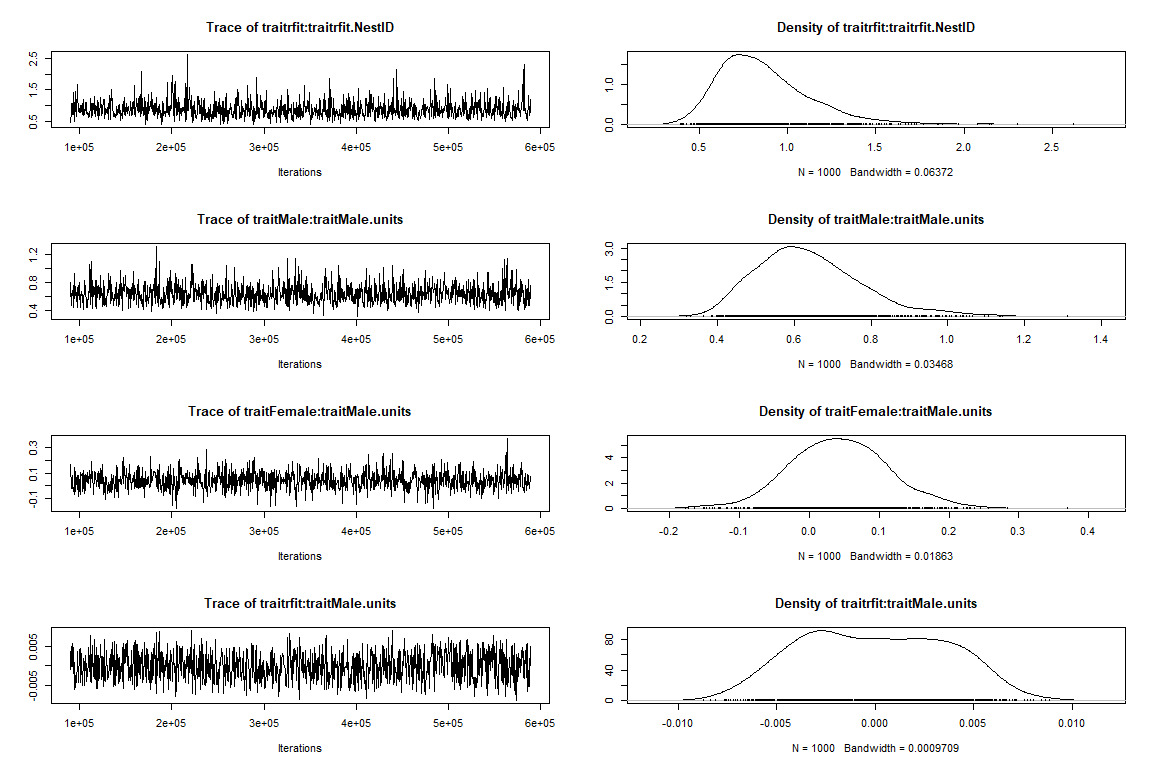 Trace of traitrfit:traitrfit.NestID
0.5 1.5 2.5
1e+05 2e+05 3e+05 4e+05 5e+05 6e+05
Iterations
Density of traitrfit:traitrfit.NestID
0.0 1.0
0.5 1.0 1.5 2.0 2.5
N = 1000 Bandwidth = 0.06372
Trace of traitMale:traitMale.units
0.4 0.8 1.2
1e+05 2e+05 3e+05 4e+05 5e+05 6e+05
Iterations
Density of traitMale:traitMale.units
0.0 1.5 3.0
0.2 0.4 0.6 0.8 1.0 1.2 1.4
N = 1000 Bandwidth = 0.03468
Trace of traitFemale:traitMale.units
-0.1 0.1 0.3
1e+05 2e+05 3e+05 4e+05 5e+05 6e+05
Iterations
Density of traitFemale:traitMale.units
0 2 4
-0.2 -0.1 0.0 0.1 0.2 0.3 0.4
N = 1000 Bandwidth = 0.01863
Trace of traitrfit:traitMale.units
-0.005 0.005
1e+05 2e+05 3e+05 4e+05 5e+05 6e+05
Iterations
Density of traitrfit:traitMale.units
0 40 80
-0.010 -0.005 0.000 0.005 0.010
N = 1000 Bandwidth = 0.0009709